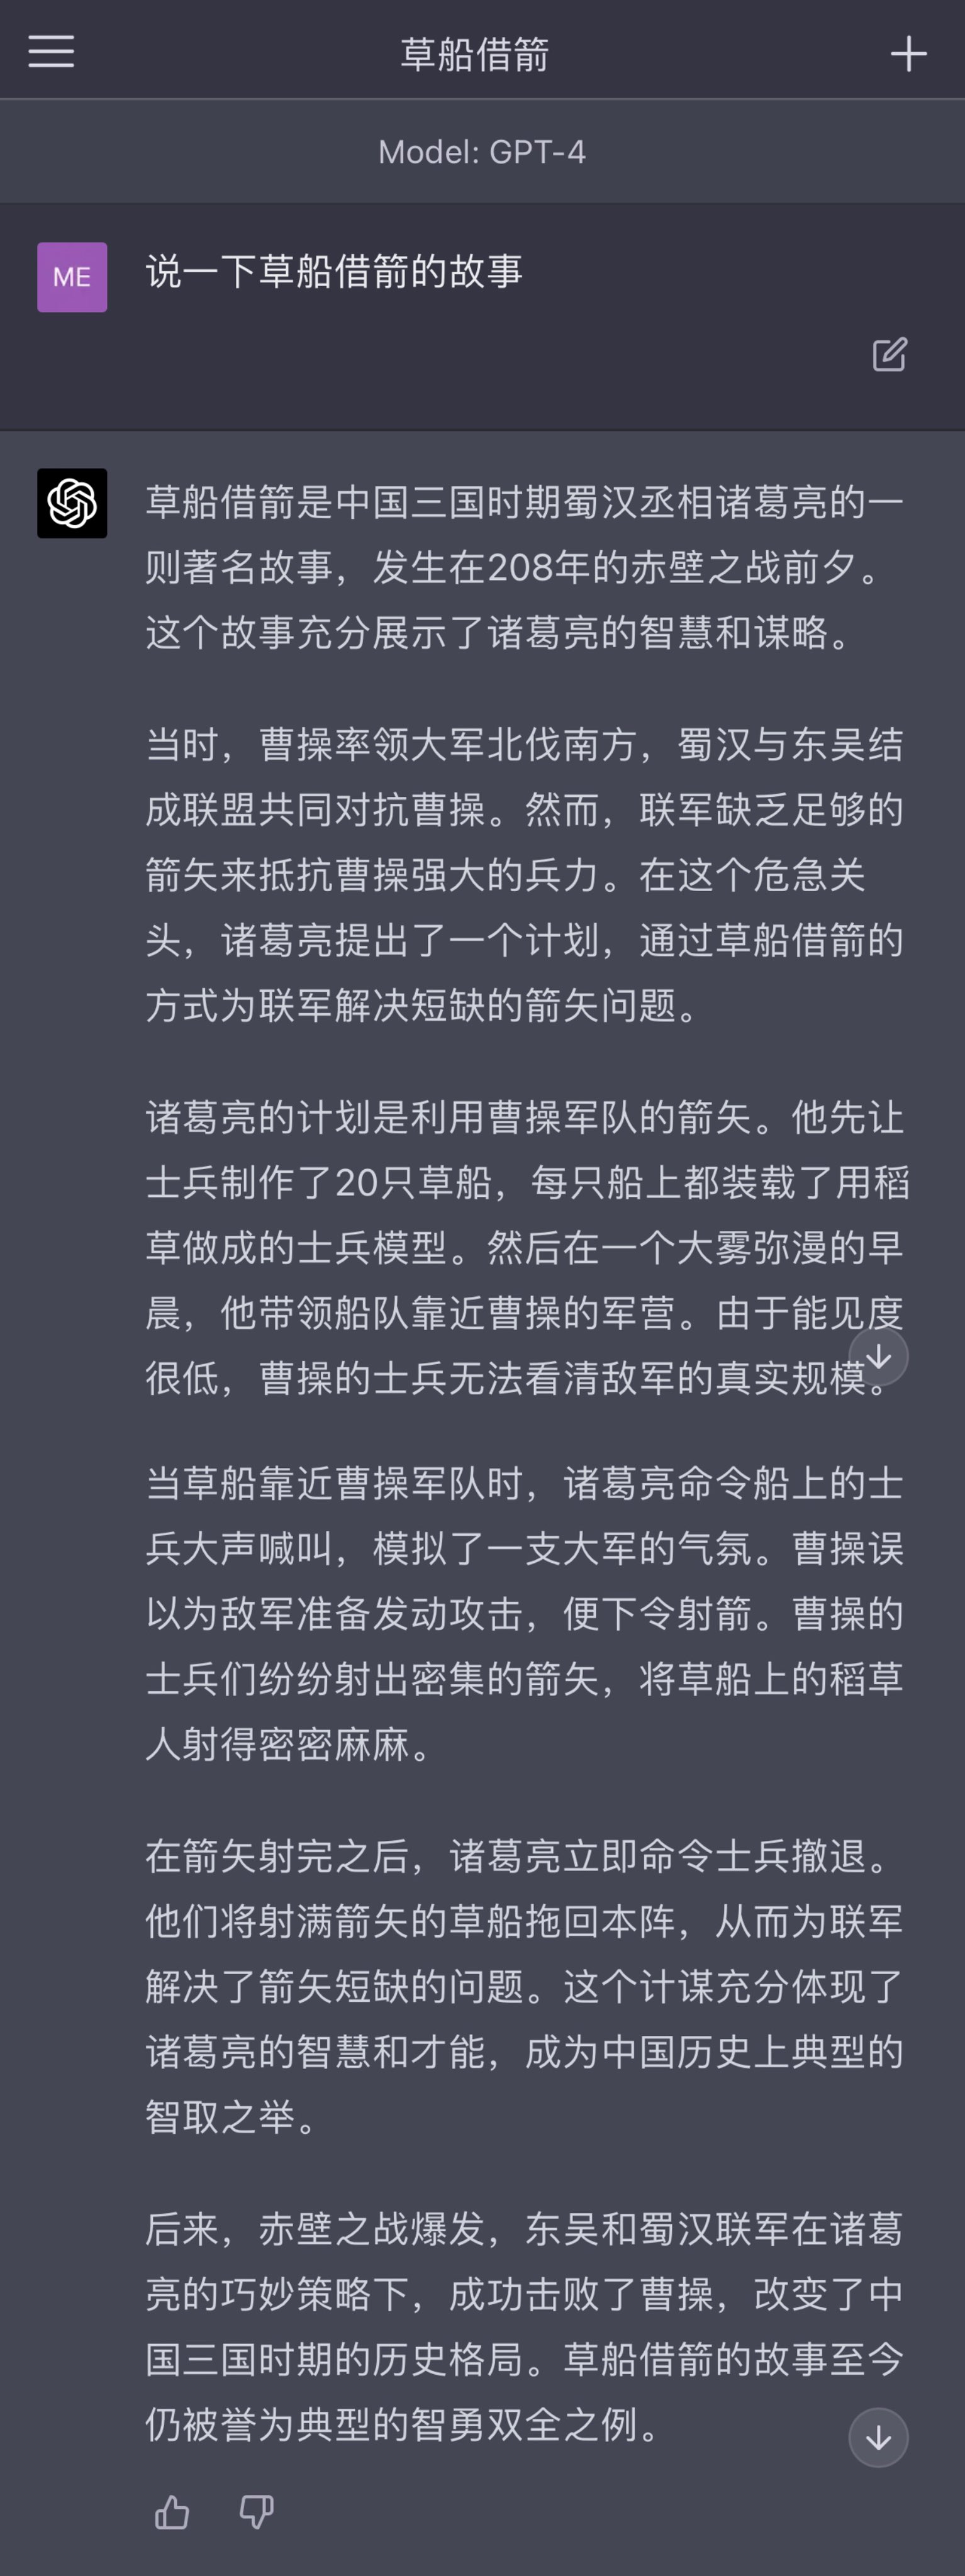 草船借箭
Model: GPT-4
ME
说一下草船借箭的故事
草船借箭是中国三国时期蜀汉丞相诸葛亮的一
则著名故事，发生在208年的赤壁之战前夕。
这个故事充分展示了诸葛亮的智慧和谋略。
当时，曹操率领大军北伐南方，蜀汉与东吴结
成联盟共同对抗曹操。然而，联军缺乏足够的
箭矢来抵抗曹操强大的兵力。在这个危急关
头，诸葛亮提出了一个计划，通过草船借箭的
方式为联军解决短缺的箭矢问题。
诸葛亮的计划是利用曹操军队的箭矢。他先让
士兵制作了20只草船，每只船上都装载了用稻
草做成的士兵模型。然后在一个大雾弥漫的早
晨，他带领船队靠近曹操的军营。由于能见度
很低，曹操的士兵无法看清敌军的真实规模。
当草船靠近曹操军队时，诸葛亮命令船上的士
兵大声喊叫，模拟了一支大军的气氛。曹操误
以为敌军准备发动攻击，便下令射箭。曹操的
士兵们纷纷射出密集的箭矢，将草船上的稻草
人射得密密麻麻。
在箭矢射完之后，诸葛亮立即命令士兵撤退。
他们将射满箭矢的草船拖回本阵，从而为联军
解决了箭矢短缺的问题。这个计谋充分体现了
诸葛亮的智慧和才能，成为中国历史上典型的
智取之举。
后来，赤壁之战爆发，东吴和蜀汉联军在诸葛
亮的巧妙策略下，成功击败了曹操，改变了中
国三国时期的历史格局。草船借箭的故事至今
仍被誉为典型的智勇双全之例。